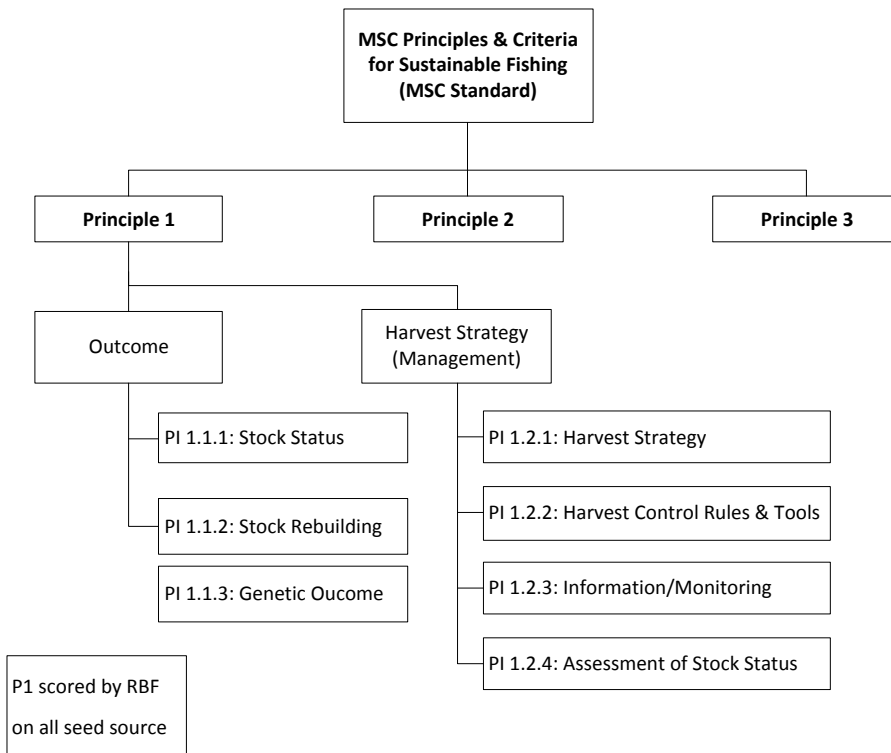 MSC Principles & Criteria
for Sustainable Fishing
(MSC Standard)
Principle 1
Principle 2
Principle 3
Outcome
Harvest Strategy
(Management)
PI 1.1.1: Stock Status
PI 1.1.2: Stock Rebuilding
PI 1.1.3: Genetic Oucome
PI 1.2.1: Harvest Strategy
PI 1.2.2: Harvest Control Rules & Tools
PI 1.2.3: Information/Monitoring
PI 1.2.4: Assessment of Stock Status
P1 scored by RBF
on all seed source